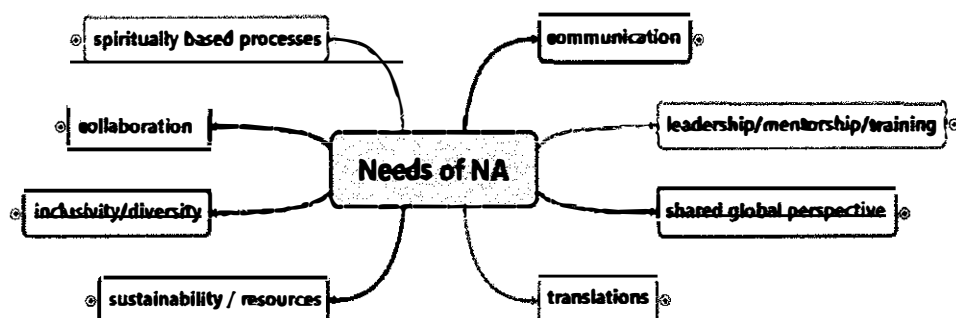 spiritually based processes
communication
collaboration
leadership/mentorship/training
Needs of NA
inclusivity/diversity
shared global perspective
sustainability / resources
translations